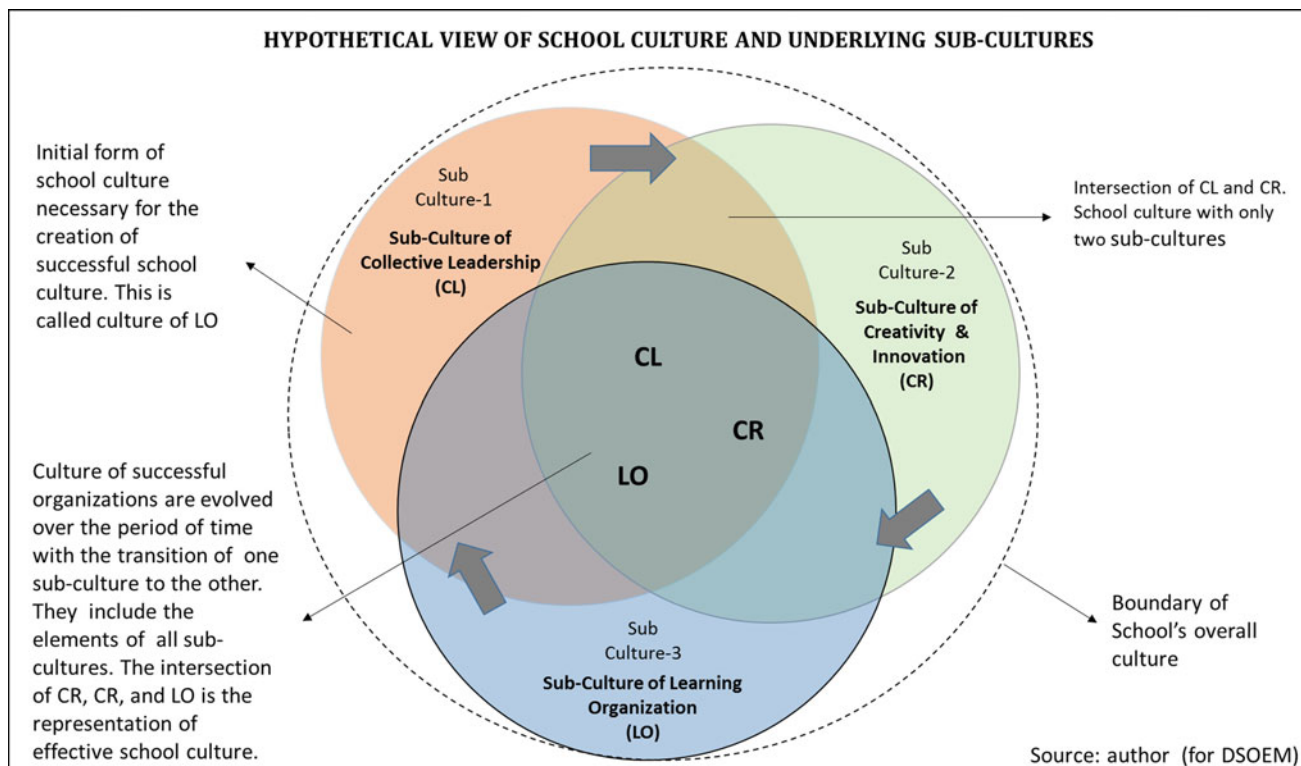 HYPOTHETICAL VIEW OF SCHOOL CULTURE AND UNDERLYING SUB-CULTURES
Initial form of
school culture
necessary for the
creation of
successful school
culture. This is
called culture of LO
Sub
Culture-1
Sub-Culture of
Collective Leadership
(CL)
Intersection of CL and CR.
School culture with only
two sub-cultures
Sub
Culture-2
Sub-Culture of
Creativity &
Innovation
(CR)
CL
CR
LO
Culture of successful
organizations are evolved
over the period of time
with the transition of one
sub-culture to the other.
They include the
elements of all sub-
cultures. The intersection
of CR, CR, and LO is the
representation of
effective school culture.
Sub
Culture-3
Sub-Culture of Learning
Organization
(LO)
Boundary of
School's overall
culture
Source: author (for DSOEM)